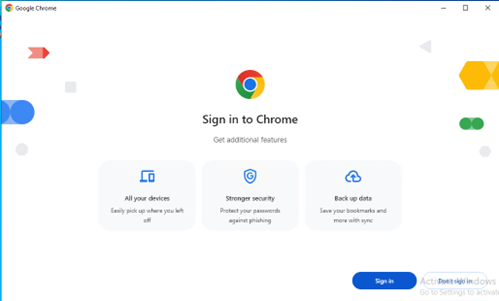 Google Chrome
Sign in to Chrome
Get additional features
All your devices
Easily pick up where you left
off
Stronger security
Protect your passwords
against phishing
Back up data
Save your bookmarks and
more with sync
Sign in
Don't sign in
Activate Windows
Go to Settings to activate